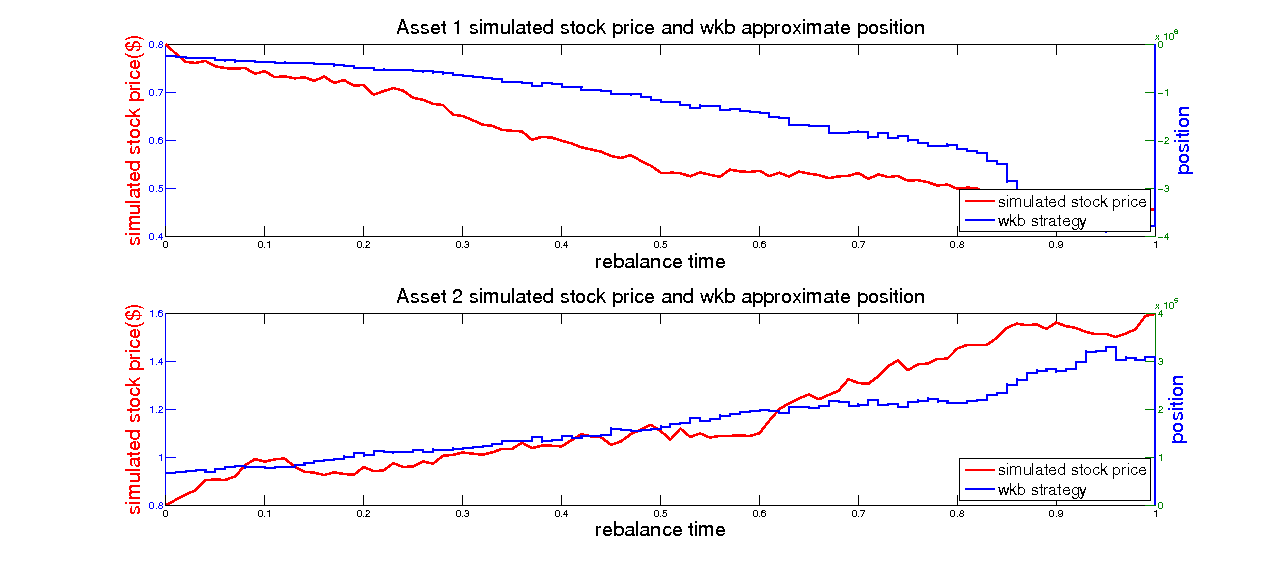 Asset 1 simulated stock price and wkb approximate position
simulated stock price($)
0.8
0.7
0.6
0.5
0.4
0 0.1 0.2 0.3 0.4 0.5 0.6 0.7 0.8 0.9 1
rebalance time
0
−1
−2
−3
−4
position
simulated stock price
wkb strategy
Asset 2 simulated stock price and wkb approximate position
simulated stock price($)
1.6
1.4
1.2
1
0.8
0 0.1 0.2 0.3 0.4 0.5 0.6 0.7 0.8 0.9 1
rebalance time
4
3
2
1
0
position
simulated stock price
wkb strategy